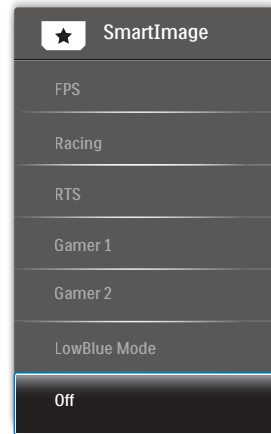 SmartImage
FPS
Racing
RTS
Gamer 1
Gamer 2
LowBlue Mode
Off